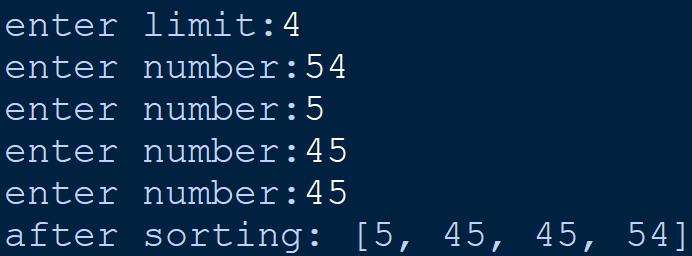 enter limit:4
enter number:54
enter number:5
enter number:45
enter number:45
after sorting: [5, 45, 45, 54]